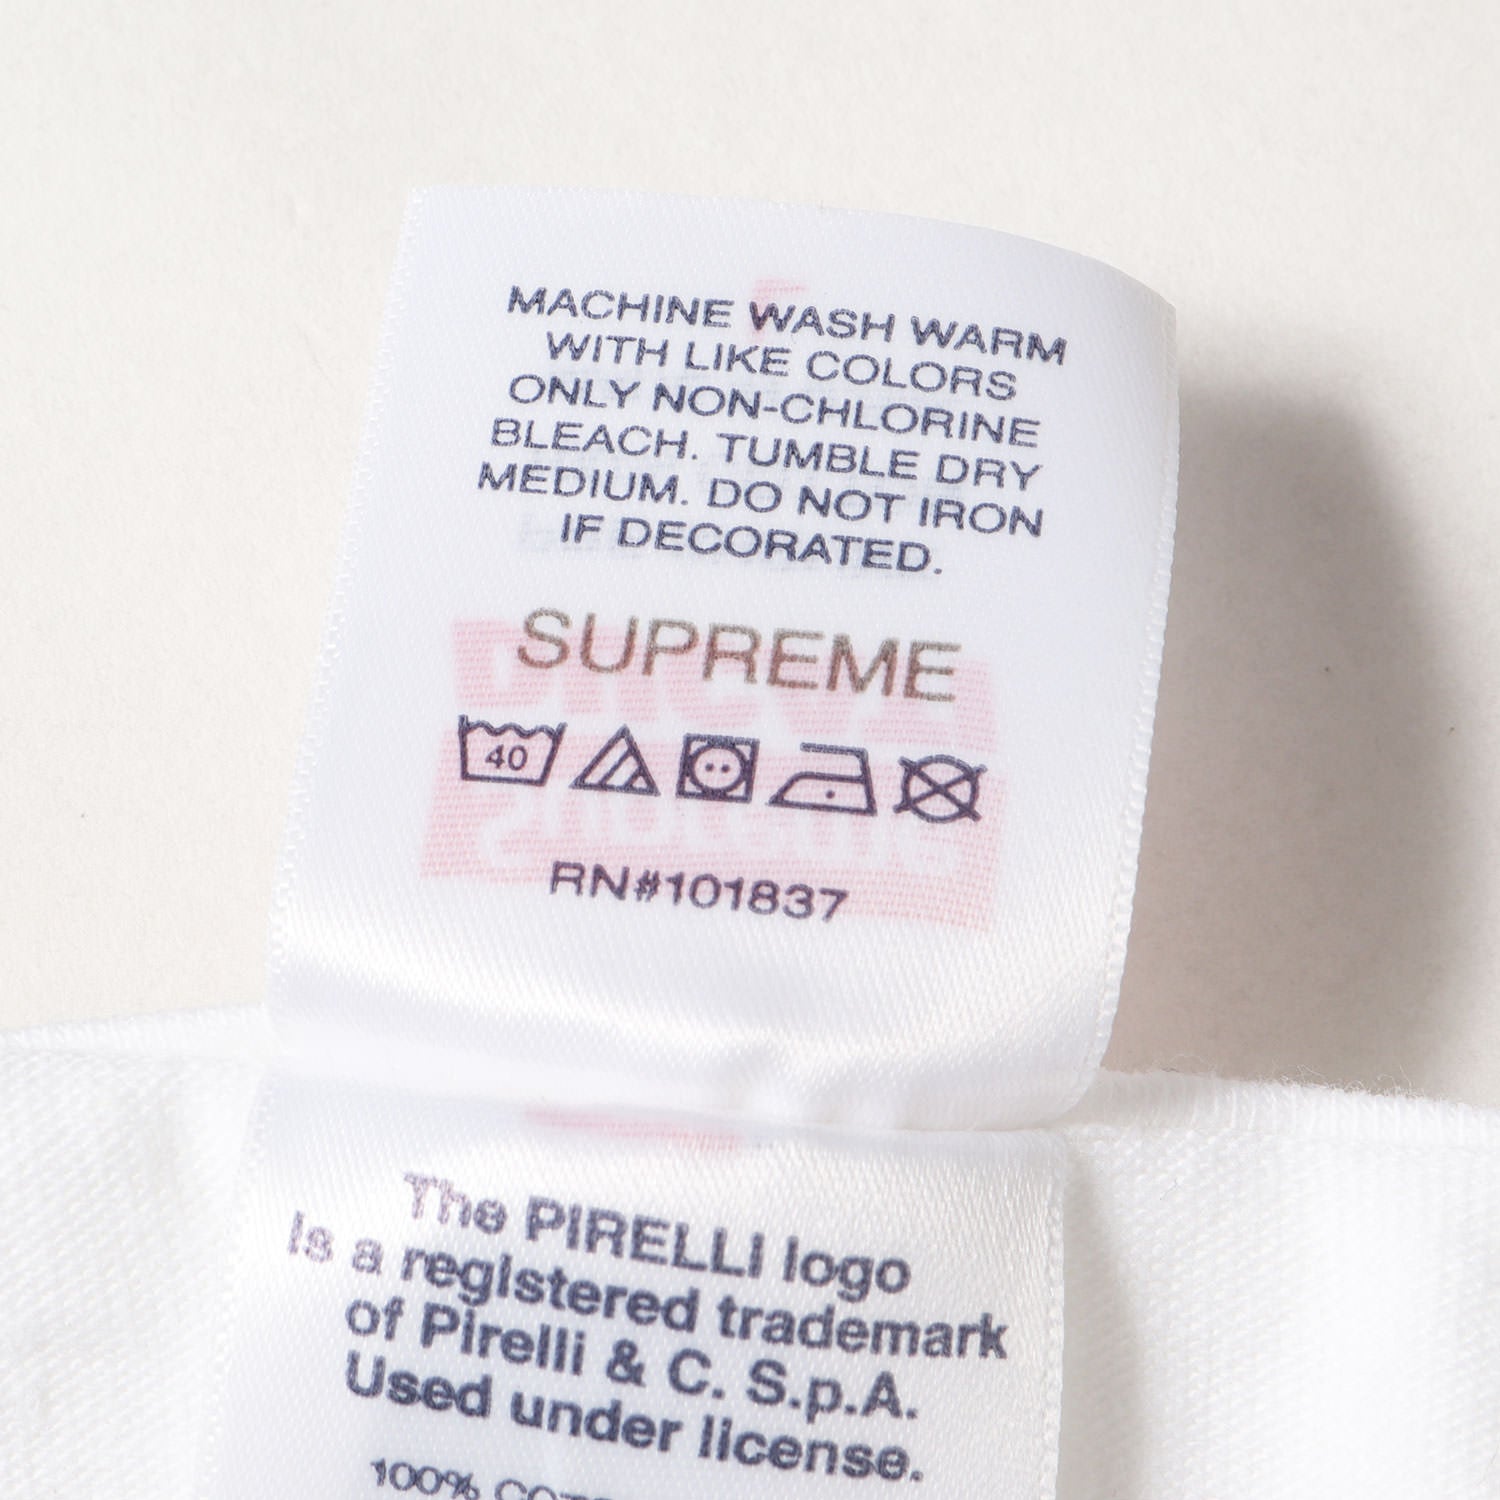 MACHINE WASH WARM
WITH LIKE COLORS
ONLY NON-CHLORINE
BLEACH. TUMBLE DRY
MEDIUM. DO NOT IRON
IF DECORATED.
SUPREME
40
RN#101837
The PIRELLI logo
is a registered trademark
of Pirelli & C. S.p.A.
Used under license.
100%